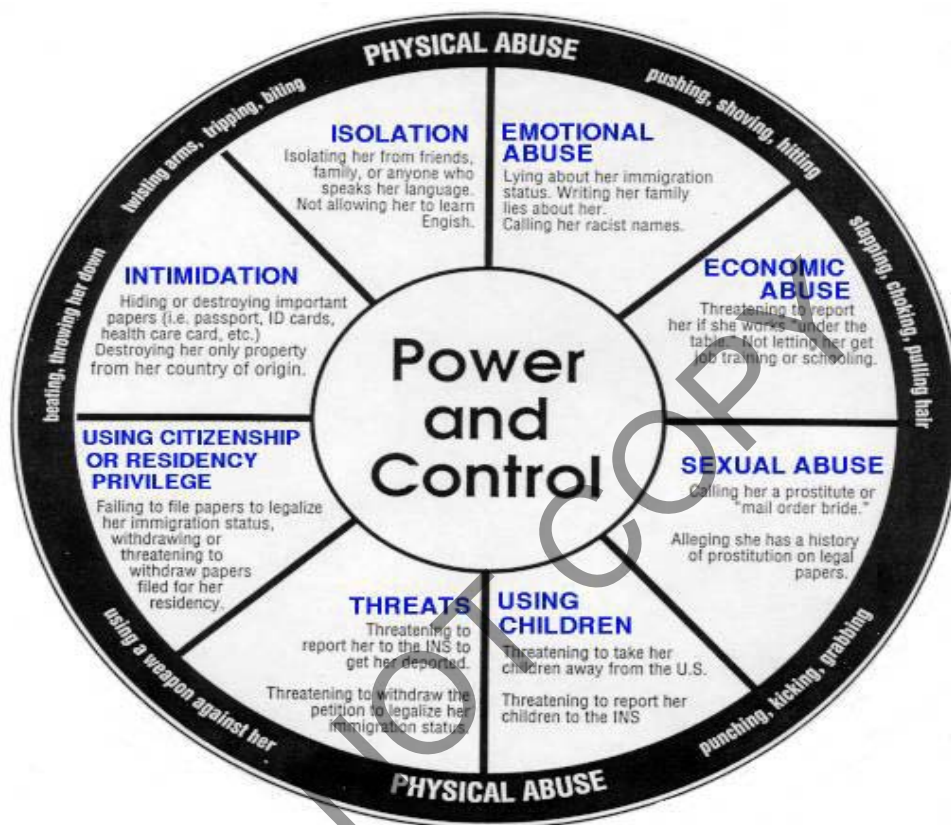 PHYSICAL ABUSE
pushing, shoving, hitting
slapping, choking, pulling hair
punching, kicking, grabbing
PHYSICAL ABUSE
using a weapon against her
beating, throwing her down
twisting arms, tripping, biting
Power
and
Control
ISOLATION
Isolating her from friends,
family, or anyone who
speaks her language.
Not allowing her to learn
Engish.
EMOTIONAL
ABUSE
Lying about her immigration
status. Writing her family
lies about her.
Calling her racist names.
ECONOMIC
ABUSE
Threatening to report
her if she works "under the
table." Not letting her get
job training or schooling.
SEXUAL ABUSE
Calling her a prostitute or
"mail order bride."
Alleging she has a history
of prostitution on legal
papers.
USING
CHILDREN
Threatening to take her
children away from the U.S.
Threatening to report her
children to the INS
THREATS
Threatening to
report her to the INS to
get her deported.
Threatening to withdraw the
petition to legalize her
immigration status.
USING CITIZENSHIP
OR RESIDENCY
PRIVILEGE
Failing to file papers to legalize
her immigration status,
withdrawing or
threatening to
withdraw papers
filed for her
residency.
INTIMIDATION
Hiding or destroying important
papers (i.e. passport, ID cards,
health care card, etc.)
Destroying her only property
from her country of origin.
NOT COPY